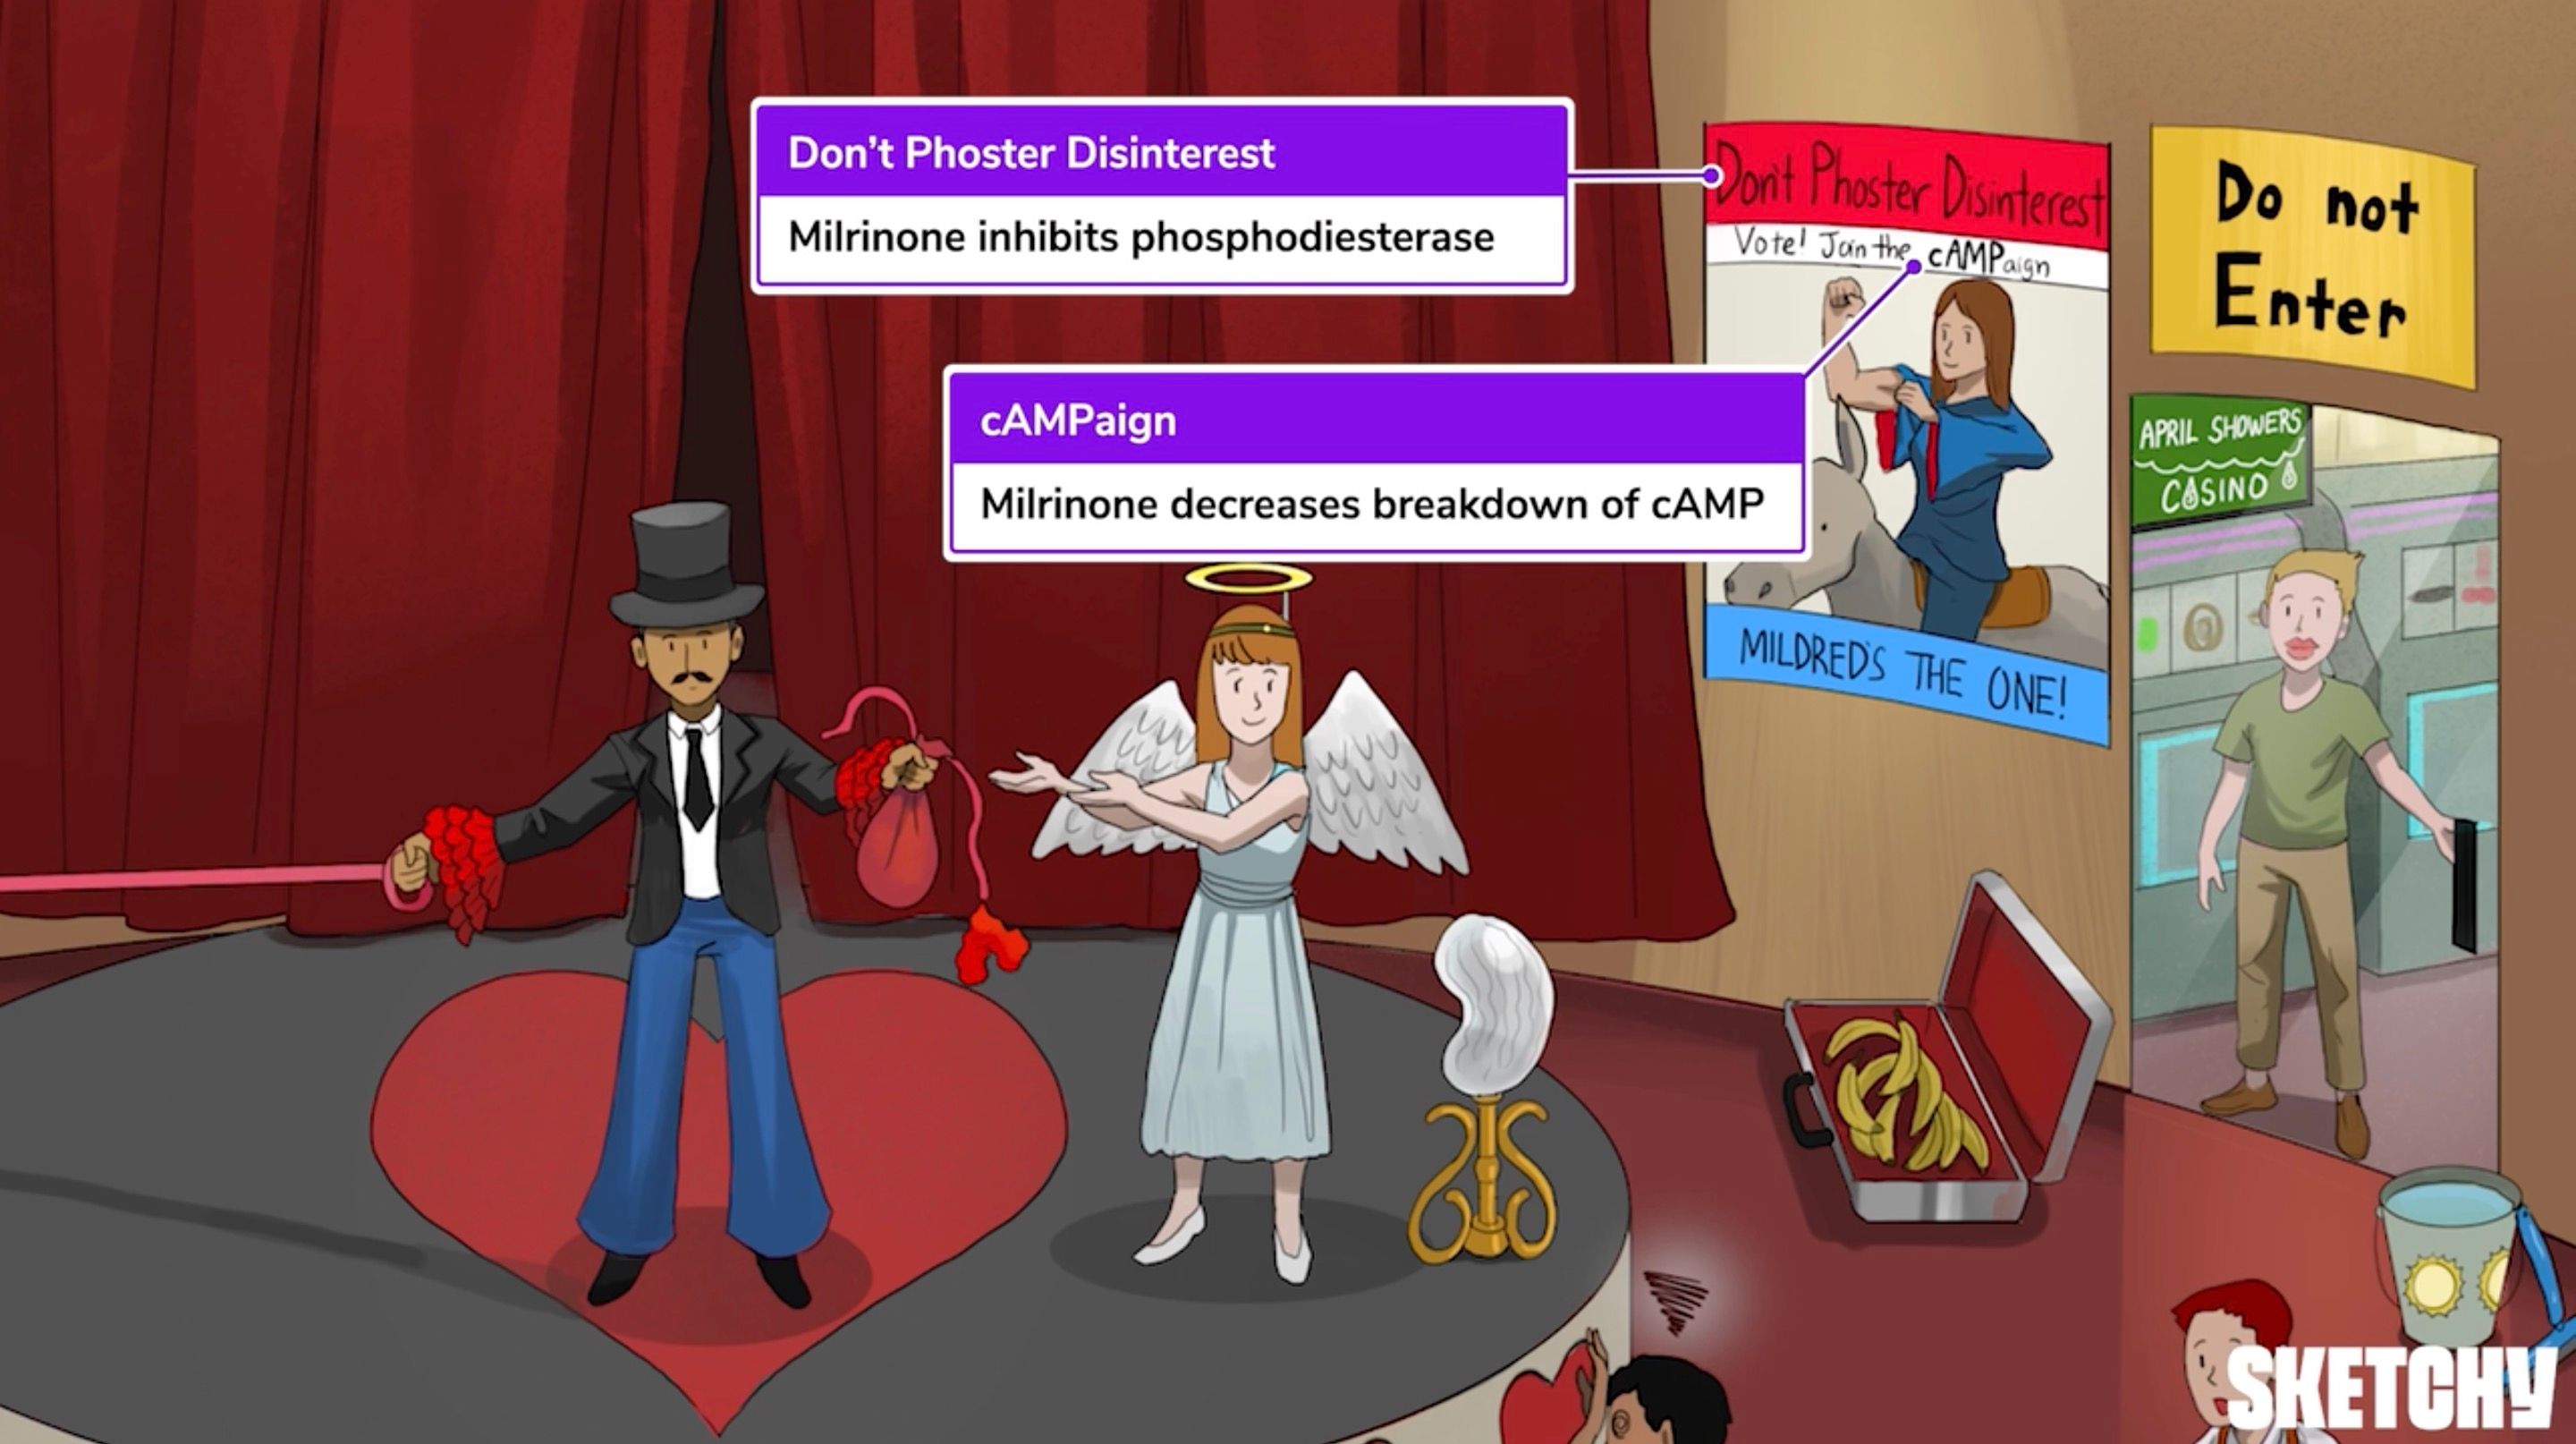 Don't Phoster Disinterest
Milrinone inhibits phosphodiesterase
cAMPaign
Milrinone decreases breakdown of cAMP
Don't Phoster Disinterest
Vote! Join the cAMPaign
MILDRED'S THE ONE!
Do not
Enter
APRIL SHOWERS
CASINO
SKETCHY